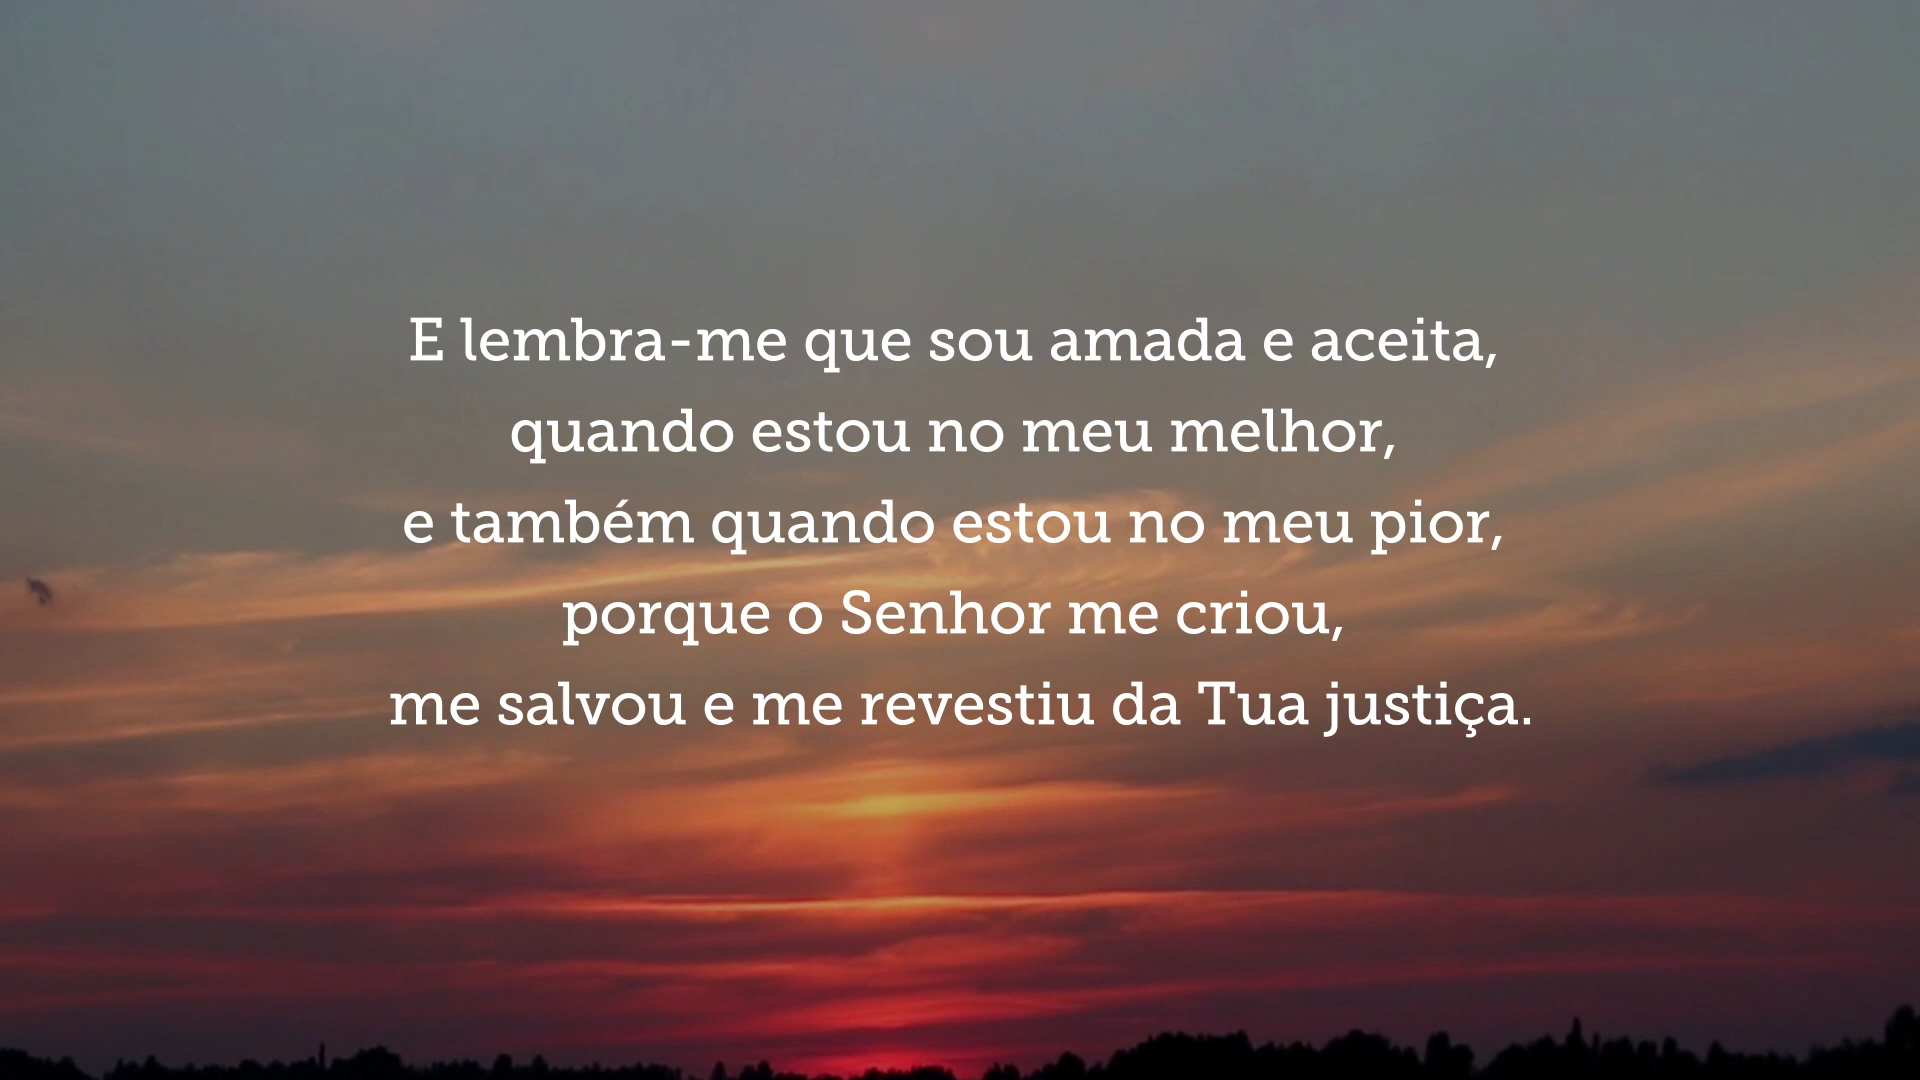 E lembra-me que sou amada e aceita,
quando estou no meu melhor,
e também quando estou no meu pior,
porque o Senhor me criou,
me salvou e me revestiu da Tua justiça.